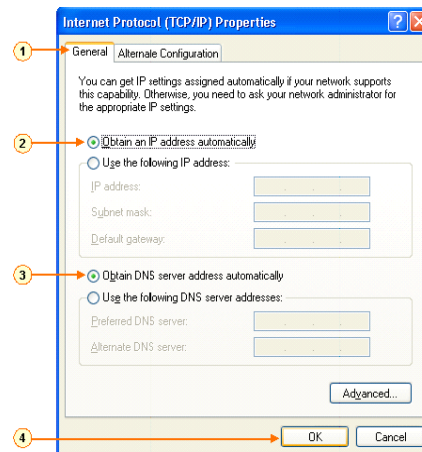 Internet Protocol (TCP/IP) Properties
General
Alternale Configuration
1
You can get IP settings assigned automatically if your network supports
this capability. Otherwise, you need to ask your network administrator for
the appropriate IP settings.
2
Obtain an IP address automatically
Use the following IP address:
IP address:
Subnet mask:
Default gateway:
3
Obtain DNS server address automatically
Use the following DNS server addresses:
Preferred DNS server:
Alternate DNS server:
Advanced...
4
OK
Cancel